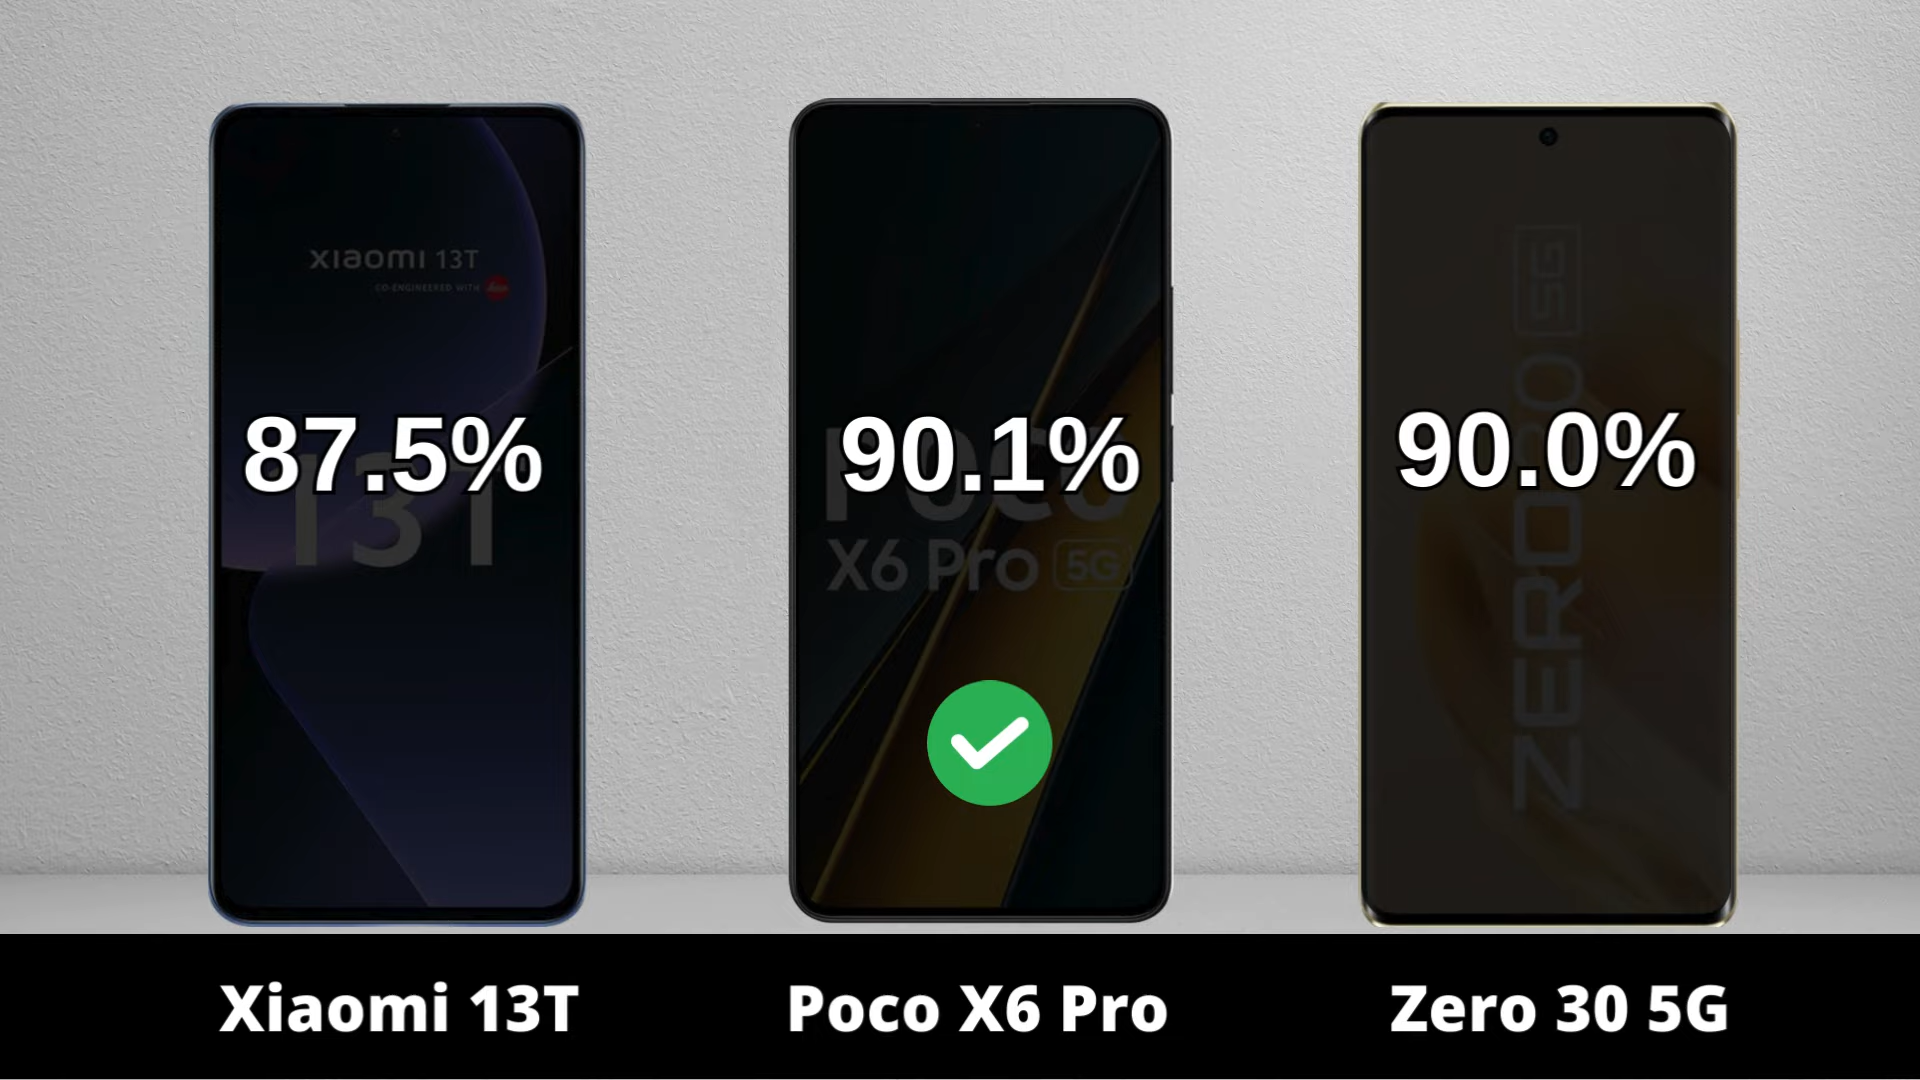 xiaomi 13T
CO-ENGINEERED WITH Leica
87.5%
13T
90.1%
POCO
X6 Pro 5G
90.0%
ZERO 30 5G
Xiaomi 13T
Poco X6 Pro
Zero 30 5G